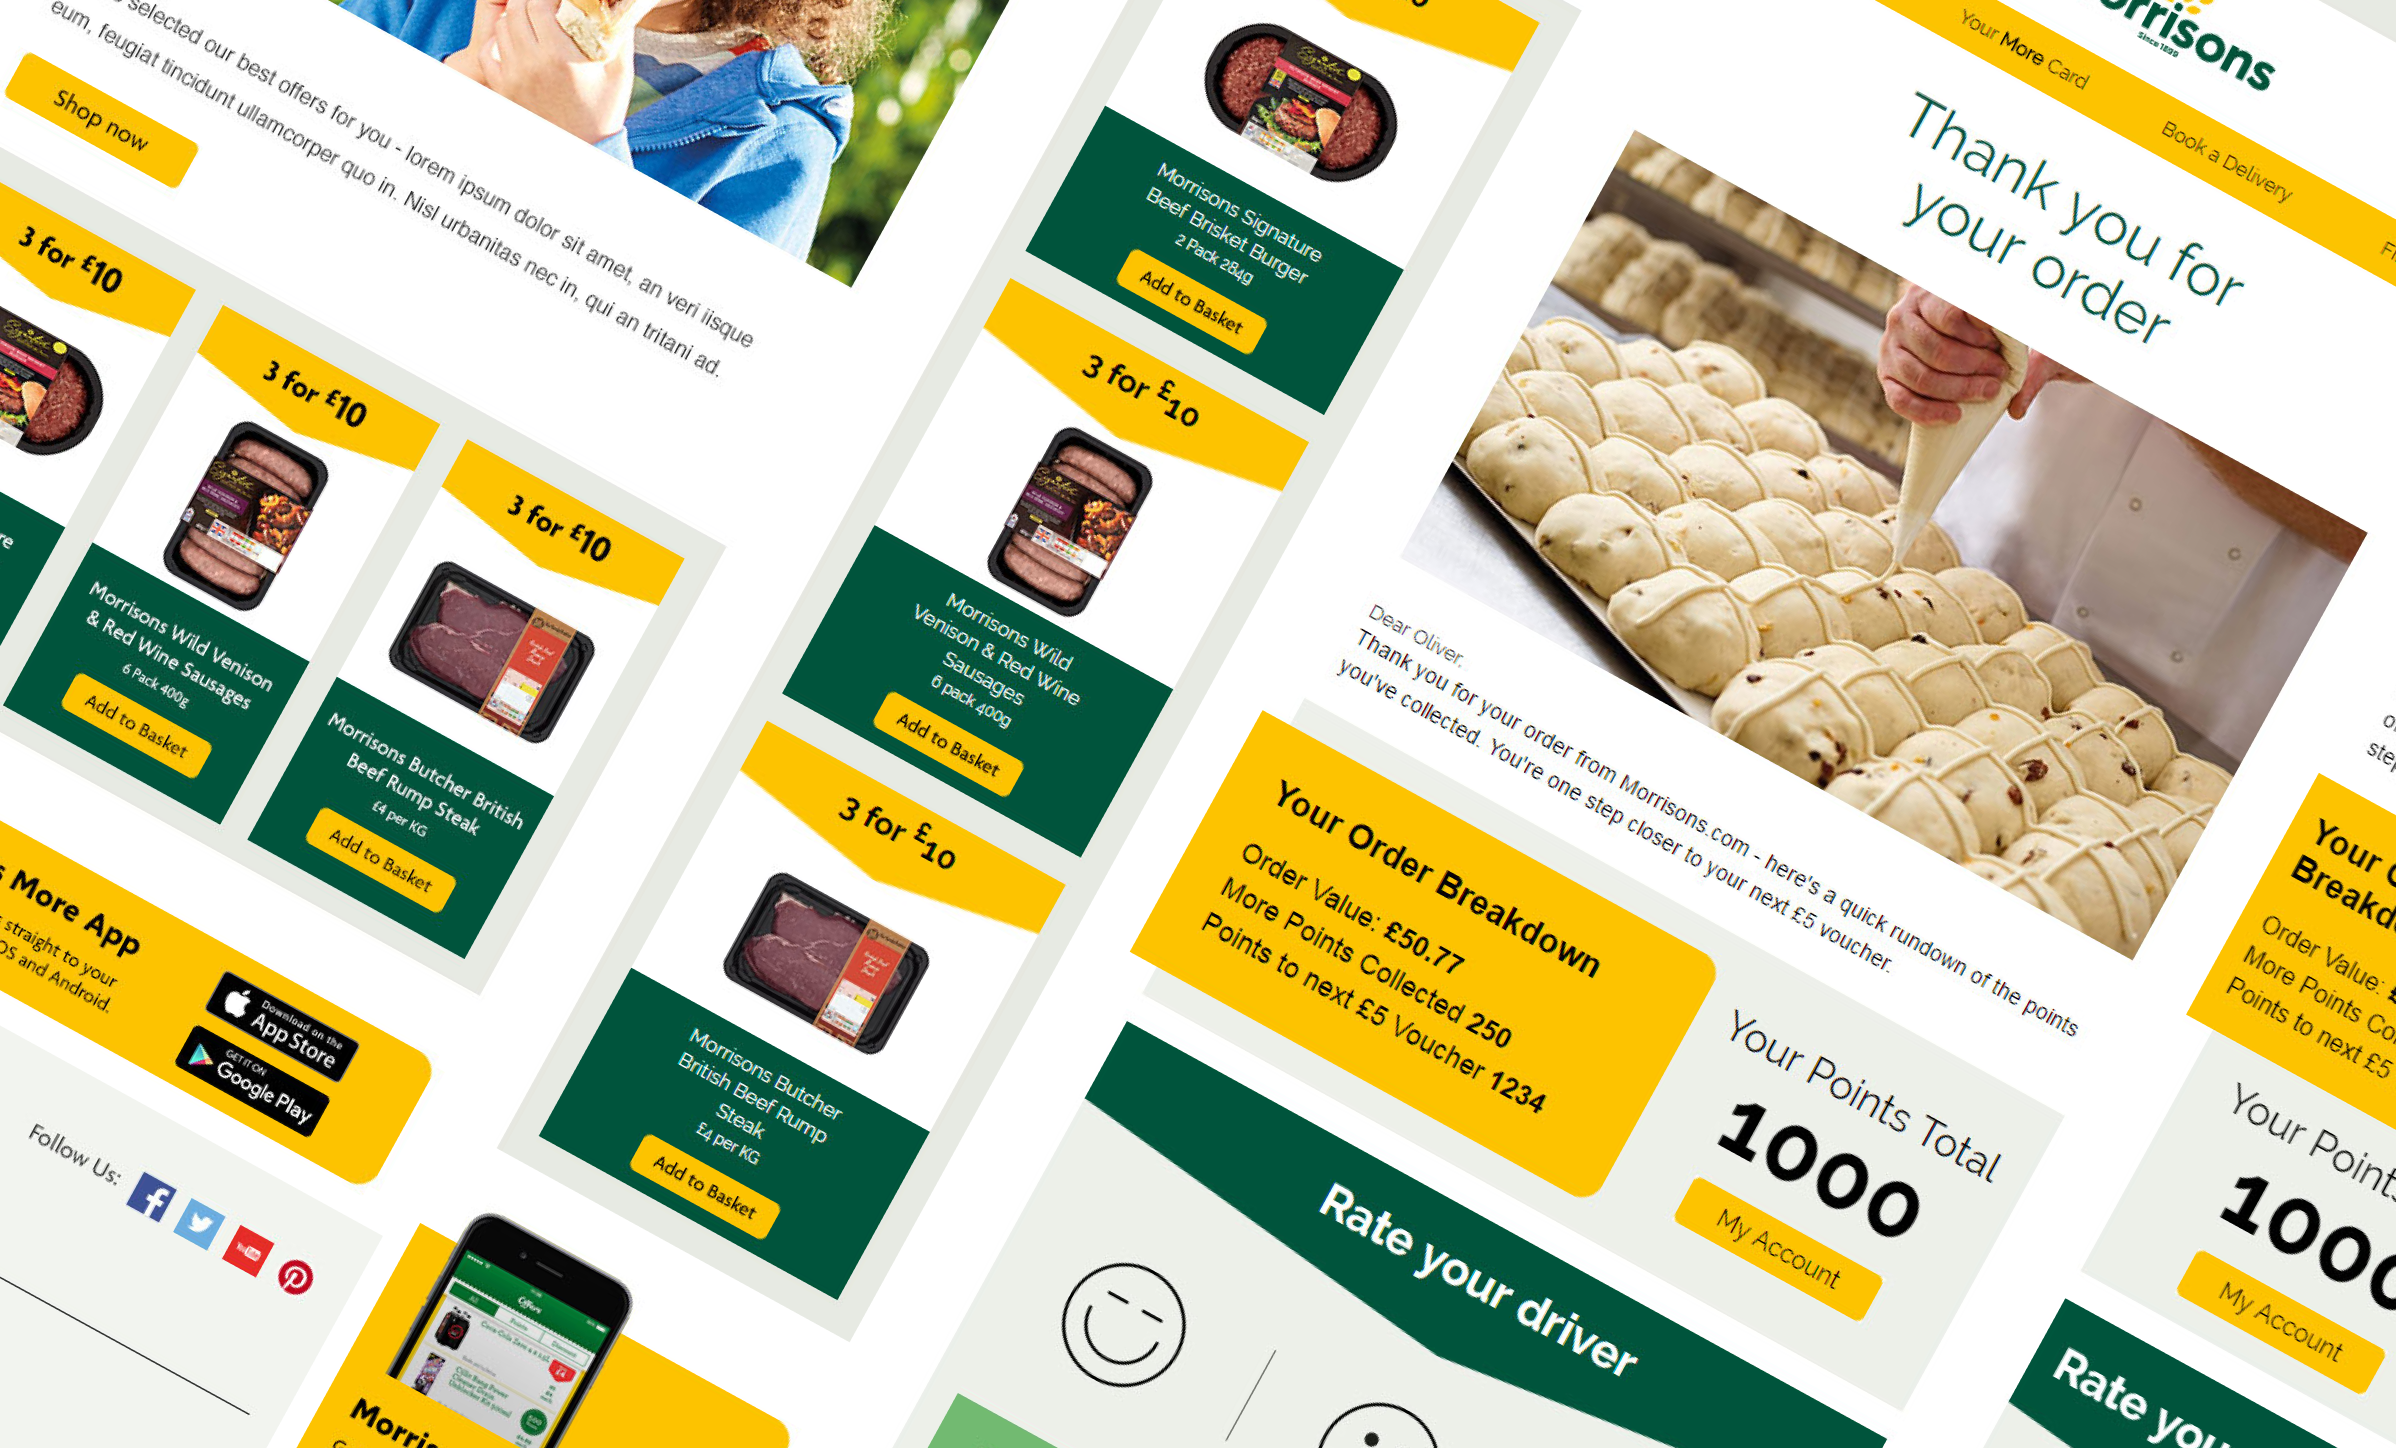 selected our best offers for you - lorem ipsum dolor sit amet, an veri iisque
eum, feugiat tincidunt ullamcorper quo in. Nisl urbanitas nec in, qui an tritani ad.
Shop now
3 for £10
3 for £10
Morrisons Wild Venison
& Red Wine Sausages
6 Pack 400g
Add to Basket
3 for £10
Morrisons Butcher British
Beef Rump Steak
£4 per KG
Add to Basket
More App
straight to your
and Android.
Download on the
App Store
GET IT ON
Google Play
Follow Us:
YouTube
Offers
Morrisons Signature
Beef Brisket Burger
2 Pack 284g
Add to Basket
3 for £10
Morrisons Wild
Venison & Red Wine
Sausages
6 pack 400g
Add to Basket
3 for £10
Morrisons Butcher
British Beef Rump
Steak
£4 per KG
Add to Basket
orrisons
Since 1899
Your More Card
Book a Delivery
Thank you for
your order
Dear Oliver,
Thank you for your order from Morrisons.com - here's a quick rundown of the points
you've collected. You're one step closer to your next £5 voucher.
Your Order Breakdown
Order Value: £50.77
More Points Collected 250
Points to next £5 Voucher 1234
Your Points Total
1000
My Account
Rate your driver
Your
Breakd
Order Value:
More Points Co
Points to next £5
Your Points
1000
My Account
Rate you